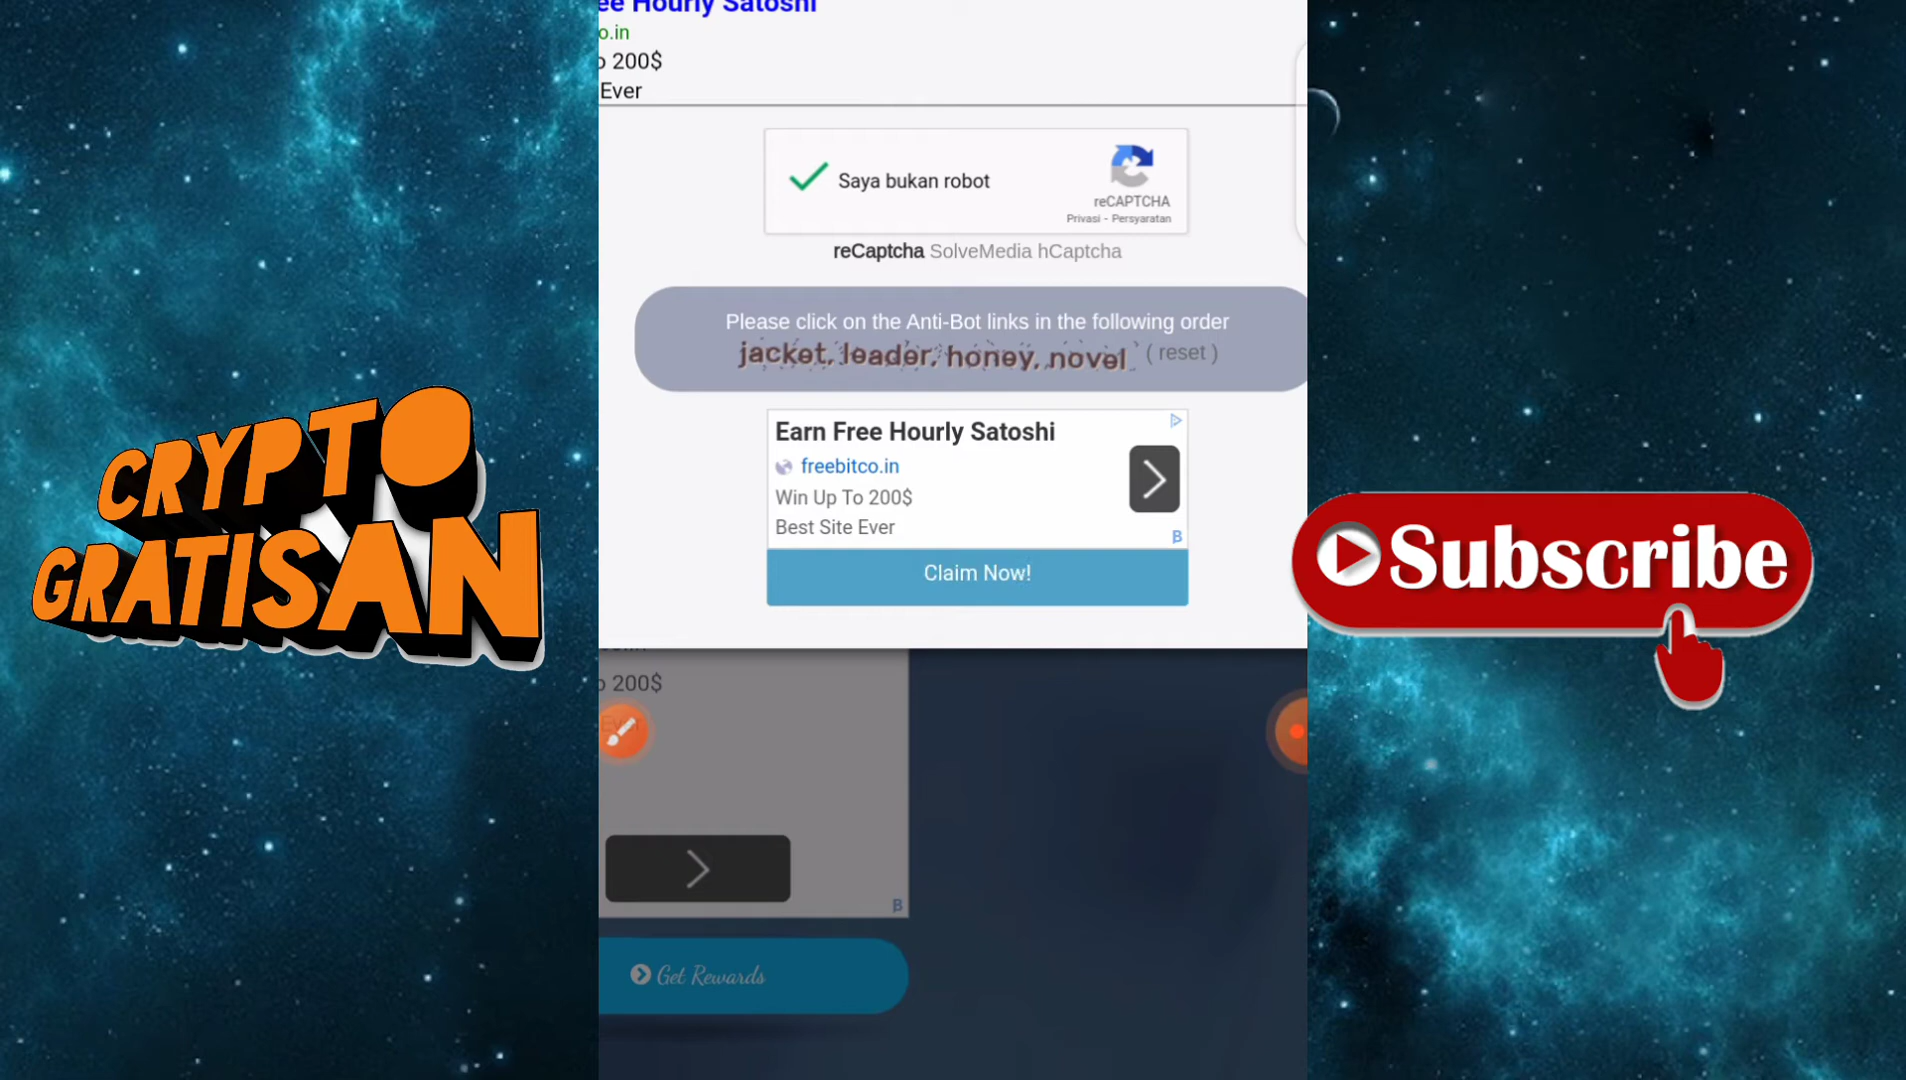 ee Hourly Satoshi
o.in
o 200$
Ever
Saya bukan robot
reCAPTCHA
Privasi - Persyaratan
reCaptcha SolveMedia hCaptcha
Please click on the Anti-Bot links in the following order
jacket, leader, honey, novel ( reset )
Earn Free Hourly Satoshi
freebitco.in
Win Up To 200$
Best Site Ever
B
Claim Now!
o 200$
Ever
B
Get Rewards
CRYPTO
GRATISAN
Subscribe